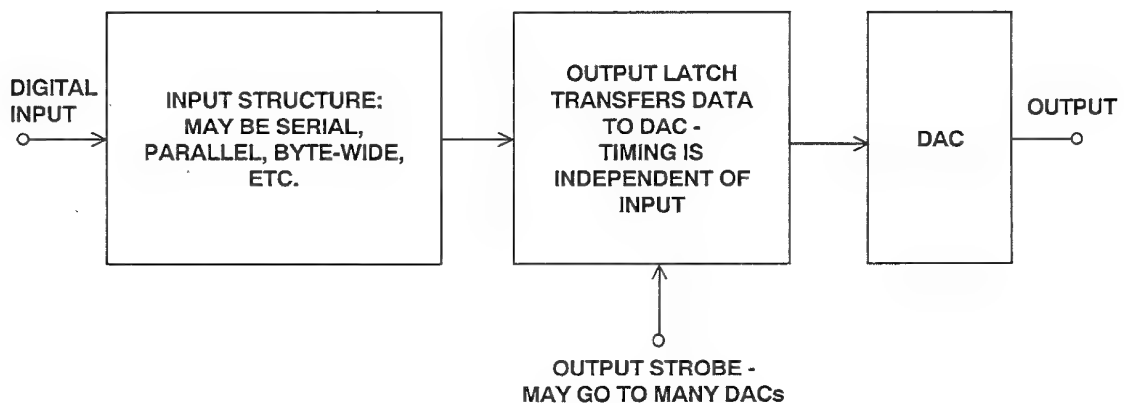 DIGITAL
INPUT
INPUT STRUCTURE:
MAY BE SERIAL,
PARALLEL, BYTE-WIDE,
ETC.
OUTPUT LATCH
TRANSFERS DATA
TO DAC -
TIMING IS
INDEPENDENT OF
INPUT
DAC
OUTPUT
OUTPUT STROBE -
MAY GO TO MANY DACs